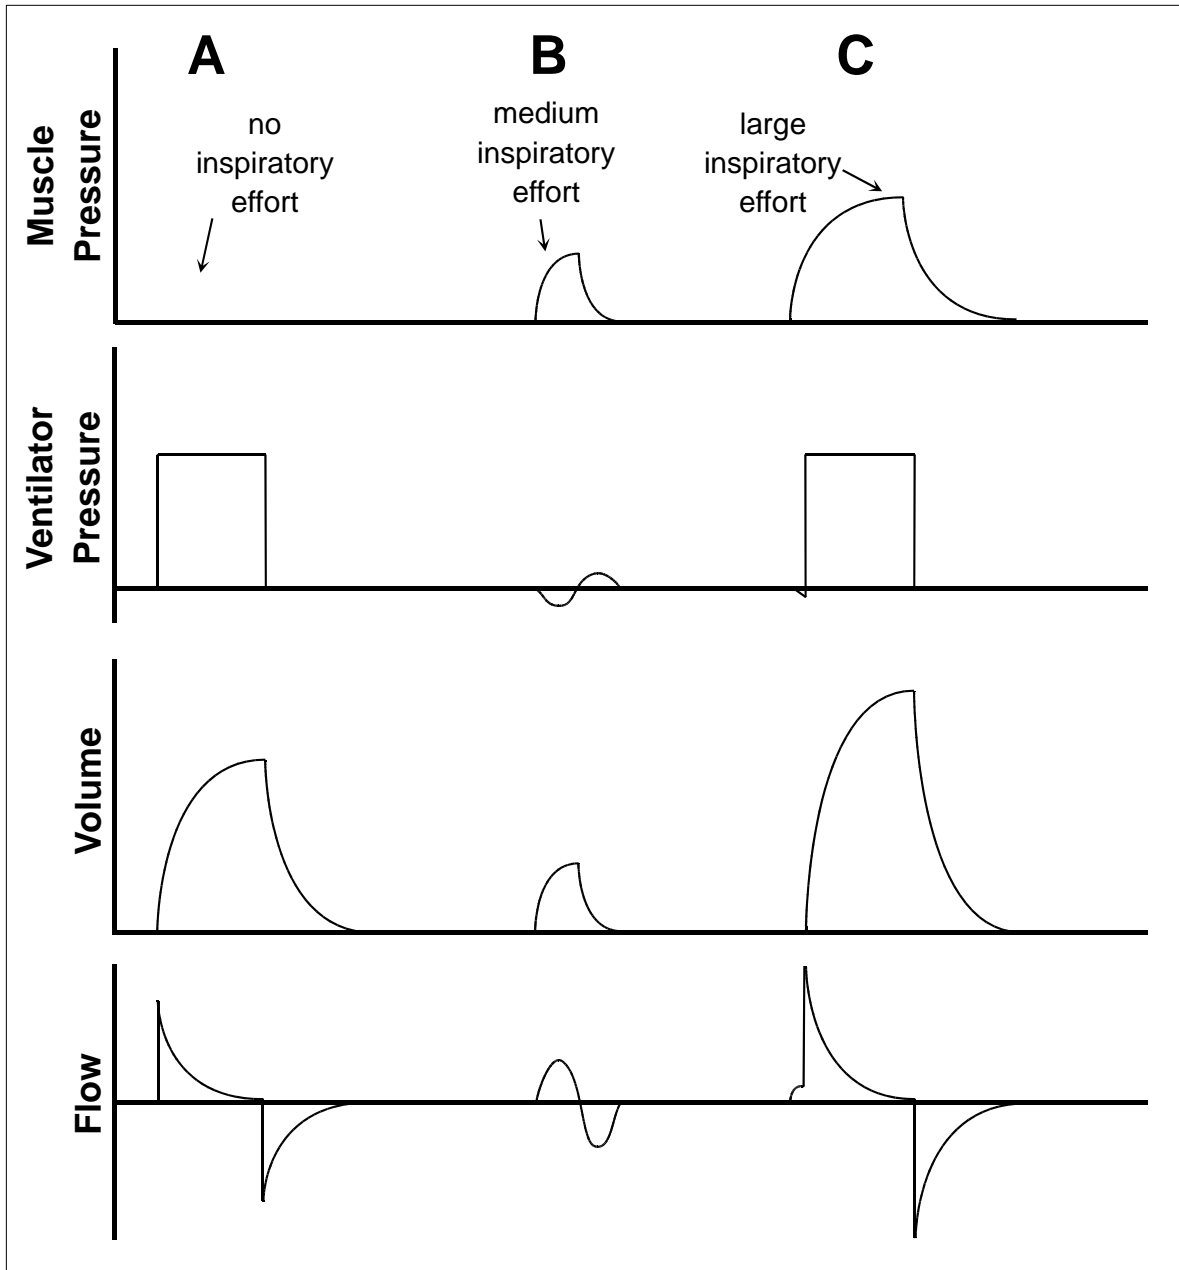 A
B
C
no
inspiratory
effort
medium
inspiratory
effort
large
inspiratory
effort
Muscle
Pressure
Ventilator
Pressure
Volume
Flow